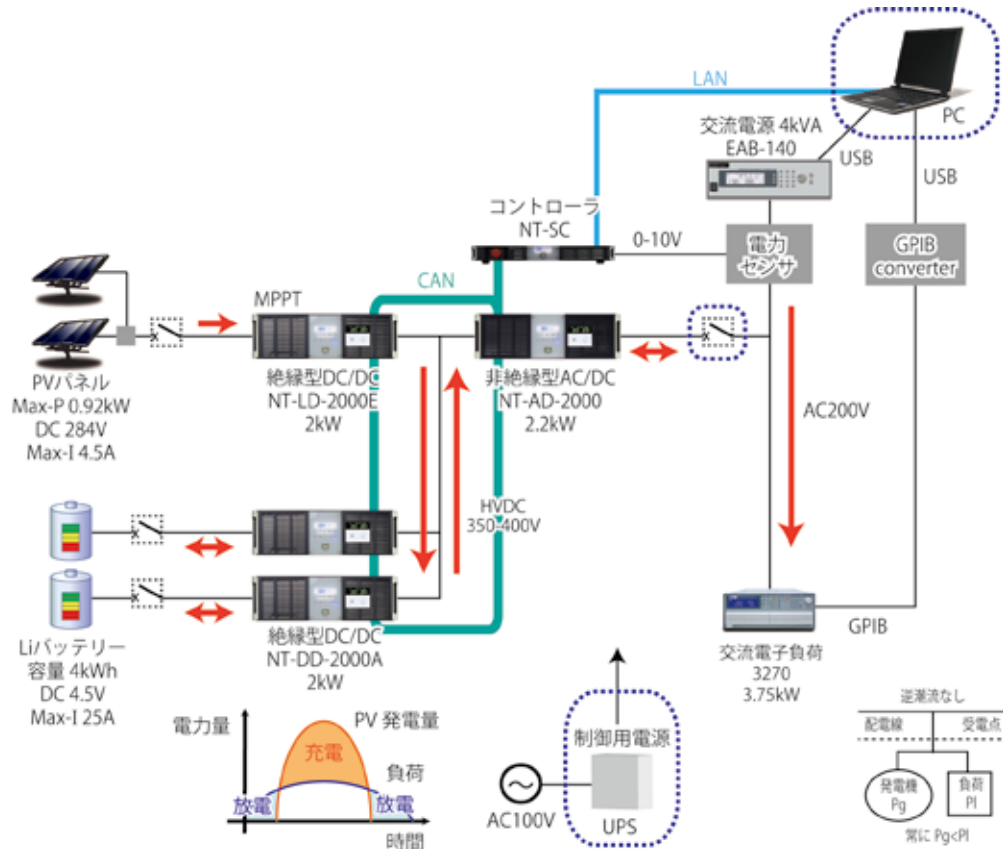 LAN
PC
交流電源 4kVA
EAB-140
USB
USB
コントローラ
NT-SC
0-10V
電力
センサ
GPIB
converter
CAN
MPPT
PVパネル
Max-P 0.92kW
DC 284V
Max-I 4.5A
絶縁型DC/DC
NT-LD-2000E
2kW
非絶縁型AC/DC
NT-AD-2000
2.2kW
AC200V
HVDC
350-400V
Liバッテリー
容量 4kWh
DC 4.5V
Max-I 25A
絶縁型DC/DC
NT-DD-2000A
2kW
GPIB
交流電子負荷
3270
3.75kW
電力量
PV 発電量
充電
負荷
放電
放電
時間
制御用電源
AC100V
UPS
逆潮流なし
配電線
受電点
発電機
Pg
負荷
Pl
常に Pg<Pl